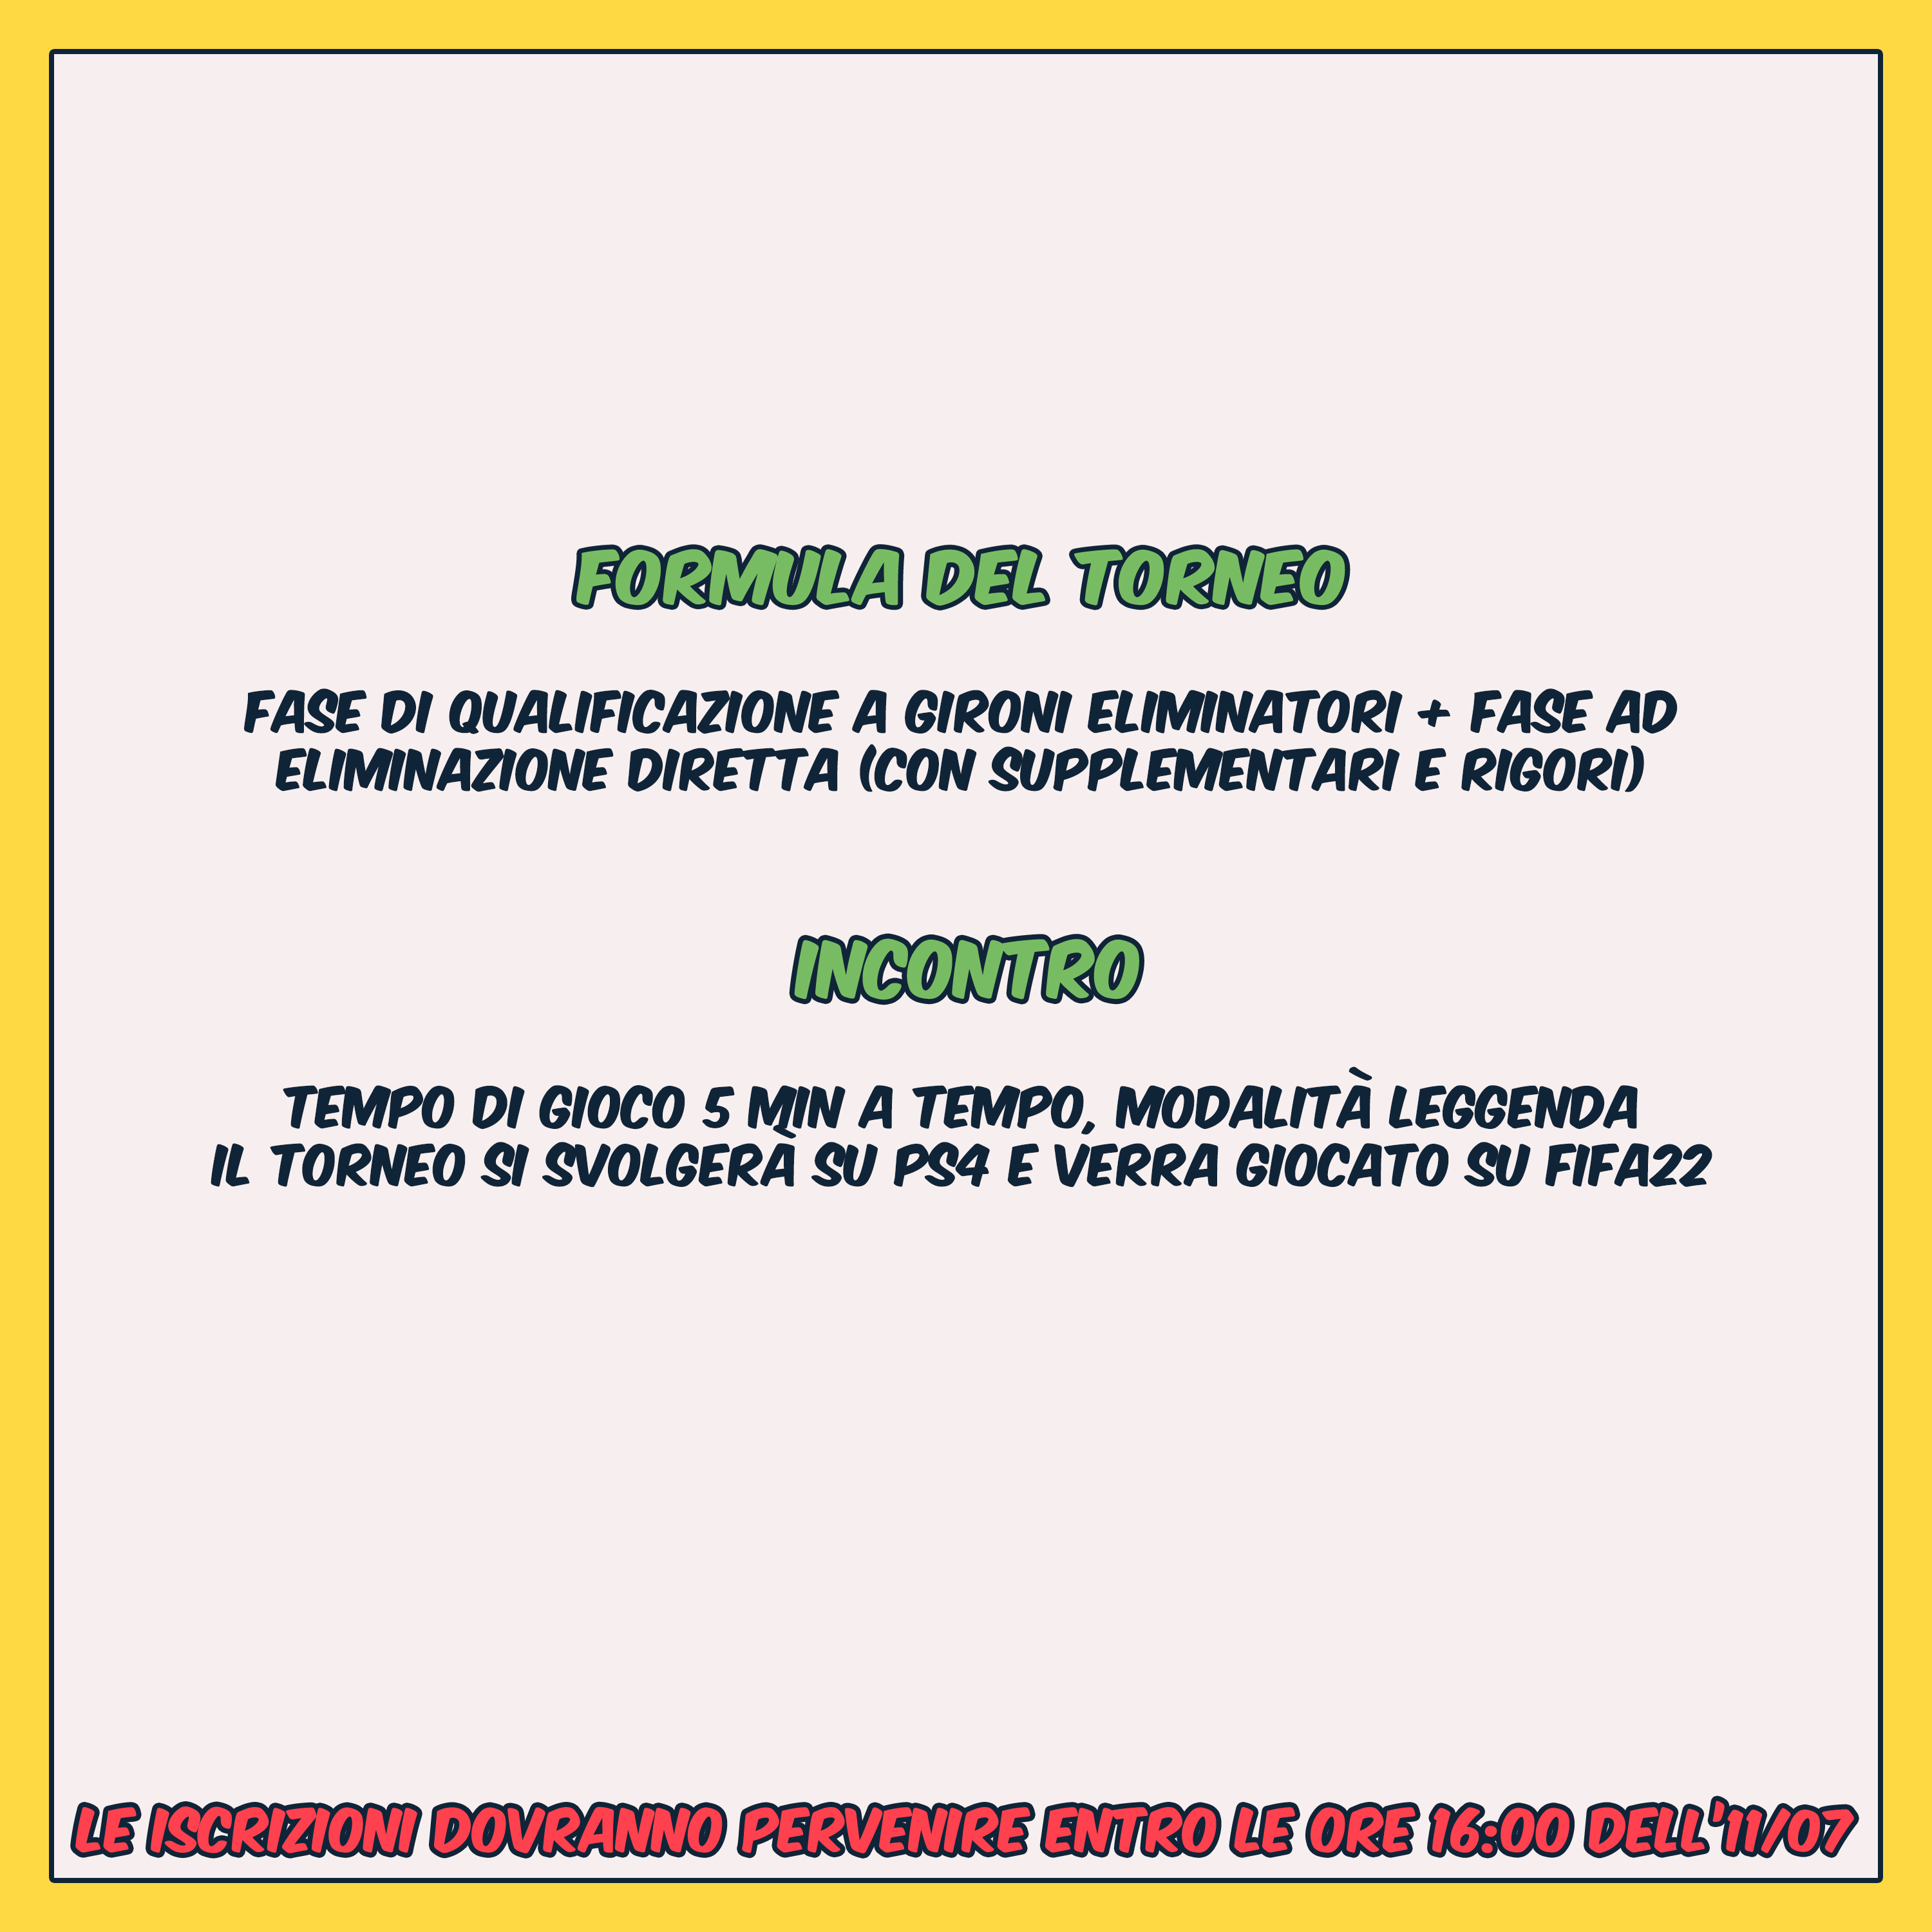 FORMULA DEL TORNEO
FASE DI QUALIFICAZIONE A GIRONI ELIMINATORI + FASE AD
ELIMINAZIONE DIRETTA (CON SUPPLEMENTARI E RIGORI)
INCONTRO
TEMPO DI GIOCO 5 MIN A TEMPO, MODALITÀ LEGGENDA
IL TORNEO SI SVOLGERÀ SU PS4 E VERRA GIOCATO SU FIFA22
LE ISCRIZIONI DOVRANNO PERVENIRE ENTRO LE ORE 16:00 DELL'11/07